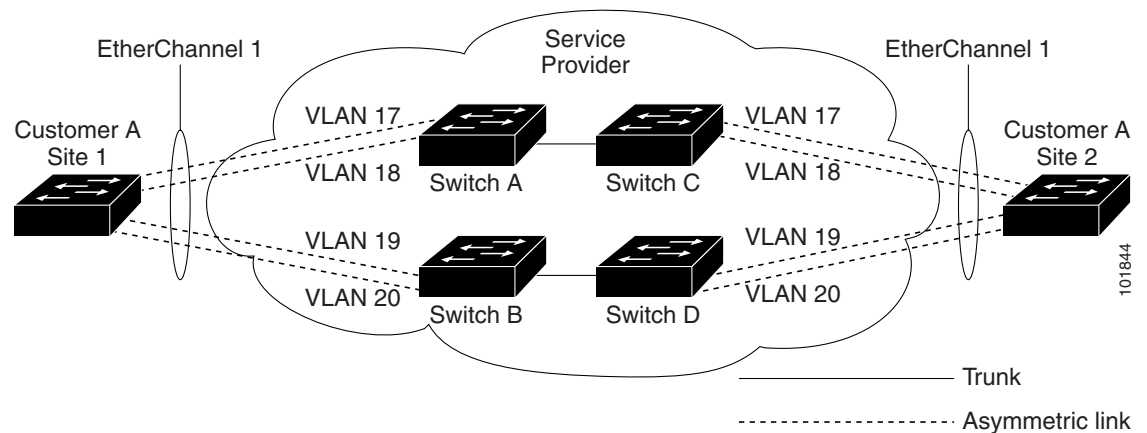 EtherChannel 1
Service
Provider
EtherChannel 1
Customer A
Site 1
VLAN 17
VLAN 18
Switch A
Switch C
VLAN 17
VLAN 18
Customer A
Site 2
VLAN 19
VLAN 20
Switch B
Switch D
VLAN 19
VLAN 20
101844
Trunk
Asymmetric link